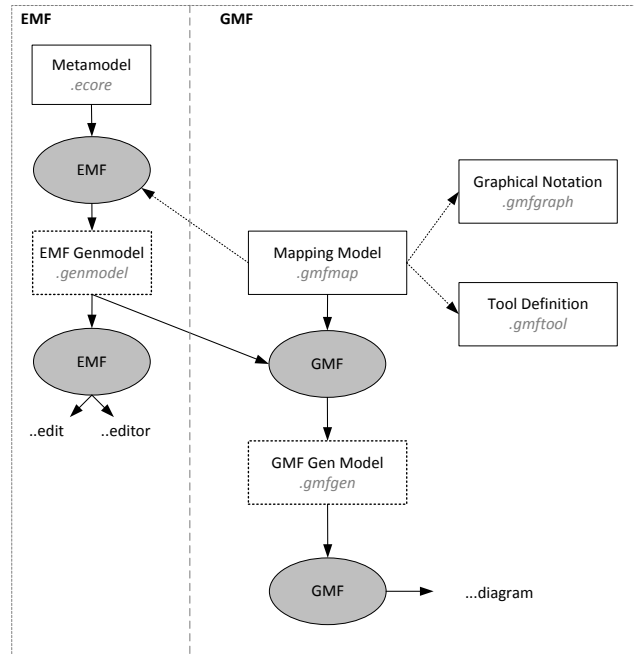 EMF
GMF
Metamodel
.ecore
EMF
Graphical Notation
.gmfgraph
EMF Genmodel
.genmodel
Mapping Model
.gmfmap
Tool Definition
.gmftool
EMF
GMF
..edit
..editor
GMF Gen Model
.gmfgen
GMF
...diagram